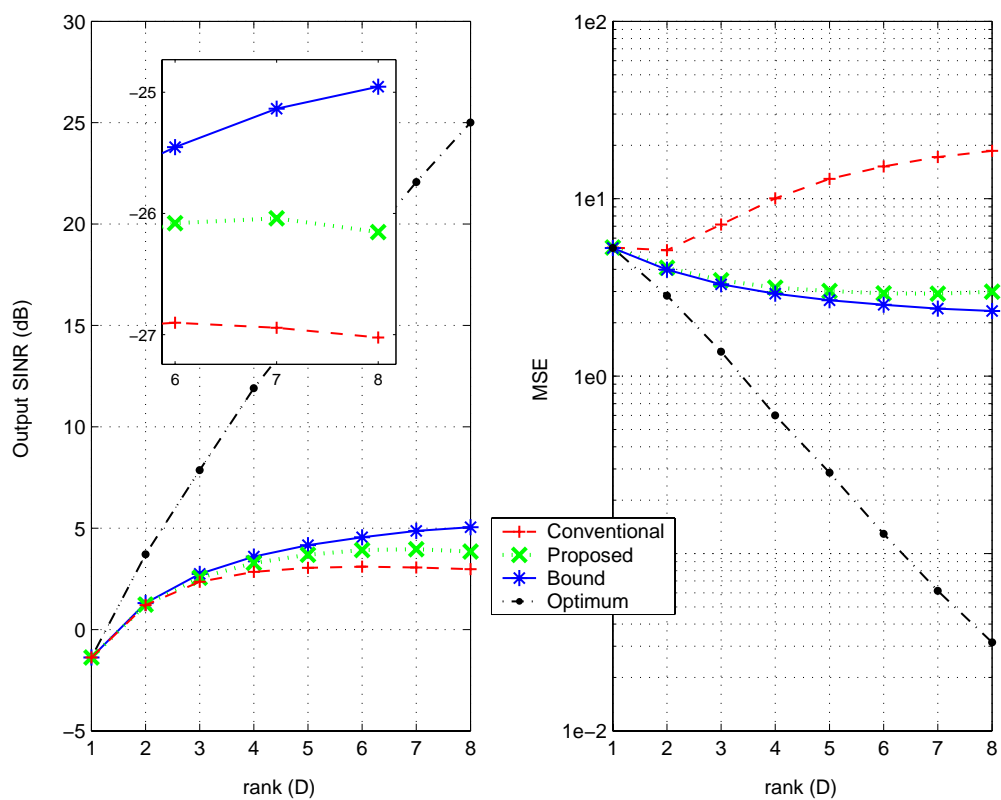 Output SINR (dB)
30
25
20
15
10
5
0
−5
1 2 3 4 5 6 7 8
rank (D)
−25
−26
−27
6 7 8
MSE
1e2
1e1
1e0
1e−2
1 2 3 4 5 6 7 8
rank (D)
Conventional
Proposed
Bound
Optimum